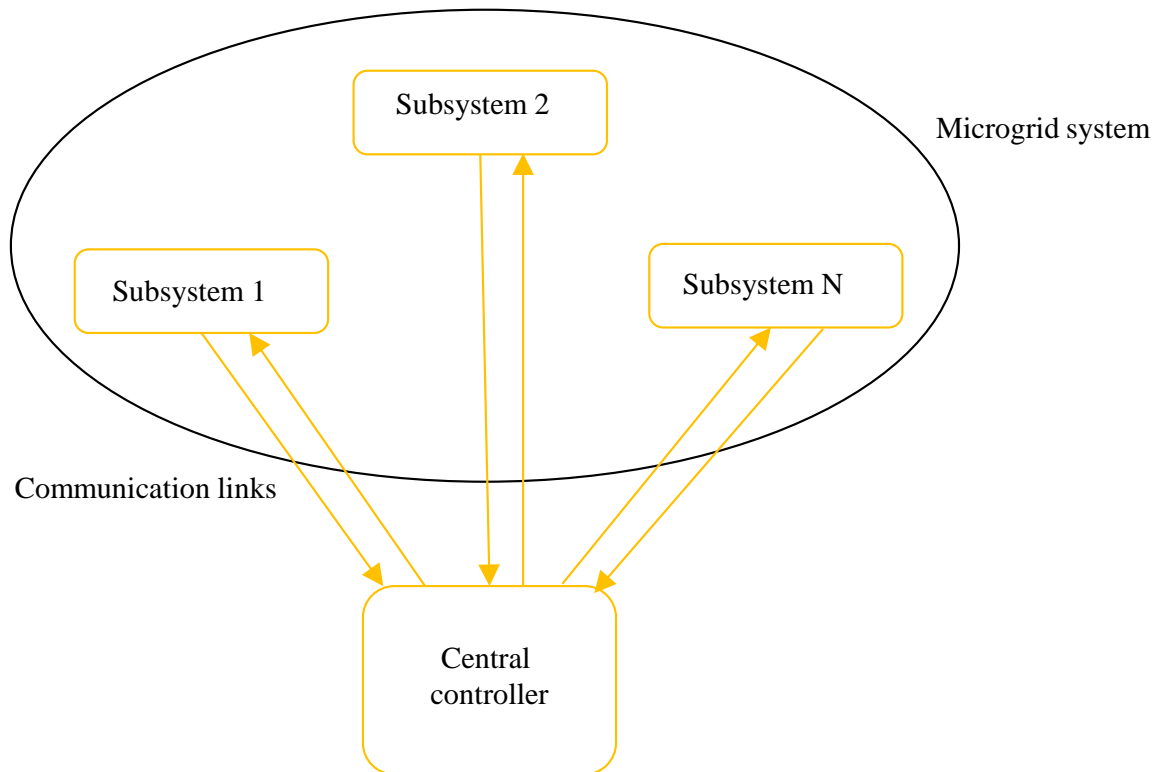 Subsystem 2
Microgrid system
Subsystem 1
Subsystem N
Communication links
Central
controller